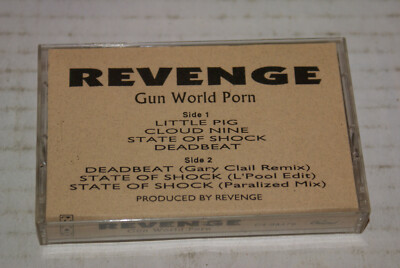 REVENGE
Gun World Porn
Side 1
LITTLE PIG
CLOUD NINE
STATE OF SHOCK
DEADBEAT
Side 2
DEADBEAT (Gary Clail Remix)
STATE OF SHOCK (L'Pool Edit)
STATE OF SHOCK (Paralized Mix)
PRODUCED BY REVENGE
REVENGE